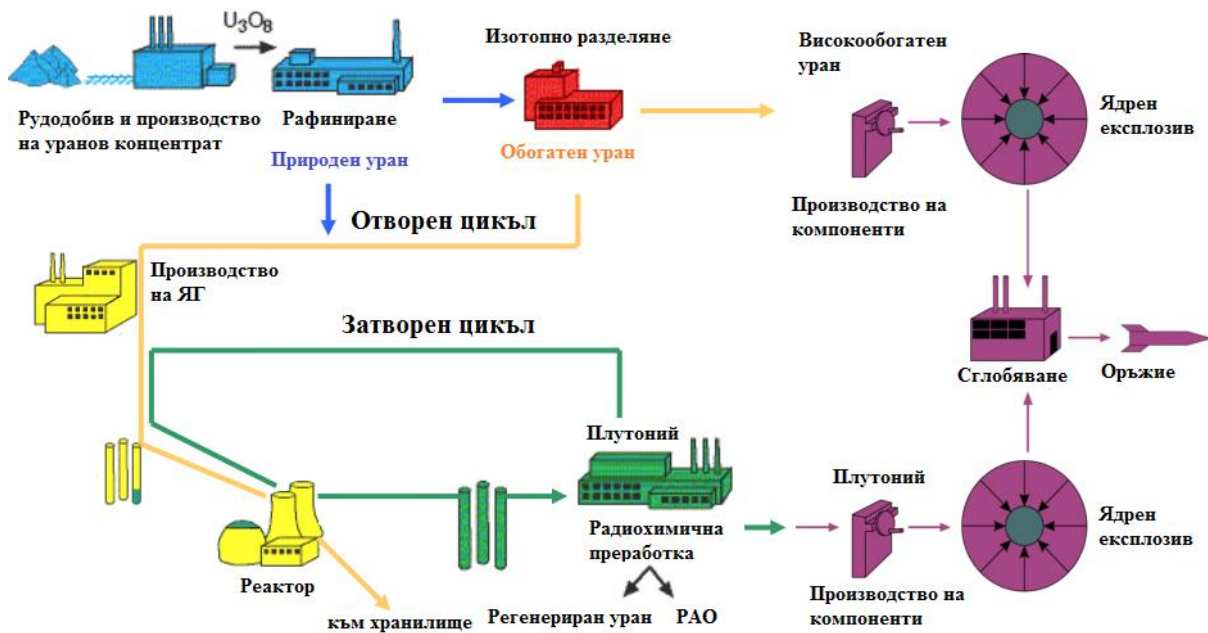 U₃O₈
Рудодобив и производство
на уранов концентрат
Рафиниране
Природен уран
Изотопно разделяне
Обогатен уран
Високообогатен
уран
Производство на
компоненти
Ядрен
експлозив
Отворен цикъл
Производство
на ЯГ
Затворен цикъл
Сглобяване
Оръжие
Плутоний
Радиохимична
преработка
Регенериран уран
РАО
Реактор
към хранилище
Плутоний
Производство на
компоненти
Ядрен
експлозив